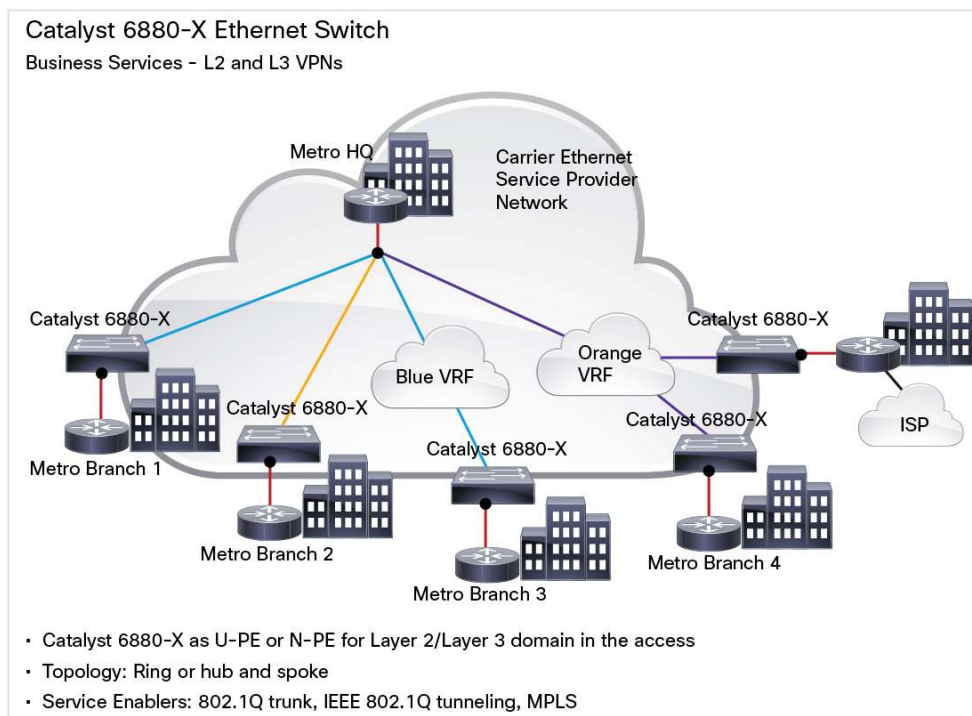 Catalyst 6880-X Ethernet Switch
Business Services - L2 and L3 VPNs
Metro HQ
Carrier Ethernet
Service Provider
Network
Catalyst 6880-X
Catalyst 6880-X
Blue VRF
Orange
VRF
Catalyst 6880-X
Catalyst 6880-X
Catalyst 6880-X
ISP
Metro Branch 1
Metro Branch 2
Metro Branch 3
Metro Branch 4
· Catalyst 6880-X as U-PE or N-PE for Layer 2/Layer 3 domain in the access
· Topology: Ring or hub and spoke
· Service Enablers: 802.1Q trunk, IEEE 802.1Q tunneling, MPLS